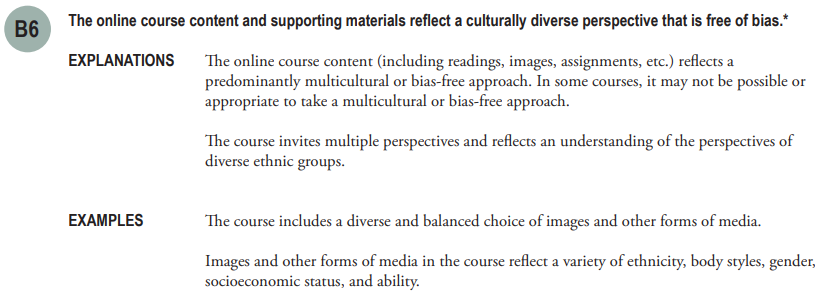 B6
The online course content and supporting materials reflect a culturally diverse perspective that is free of bias.*
EXPLANATIONS
The online course content (including readings, images, assignments, etc.) reflects a
predominantly multicultural or bias-free approach. In some courses, it may not be possible or
appropriate to take a multicultural or bias-free approach.
The course invites multiple perspectives and reflects an understanding of the perspectives of
diverse ethnic groups.
EXAMPLES
The course includes a diverse and balanced choice of images and other forms of media.
Images and other forms of media in the course reflect a variety of ethnicity, body styles, gender,
socioeconomic status, and ability.